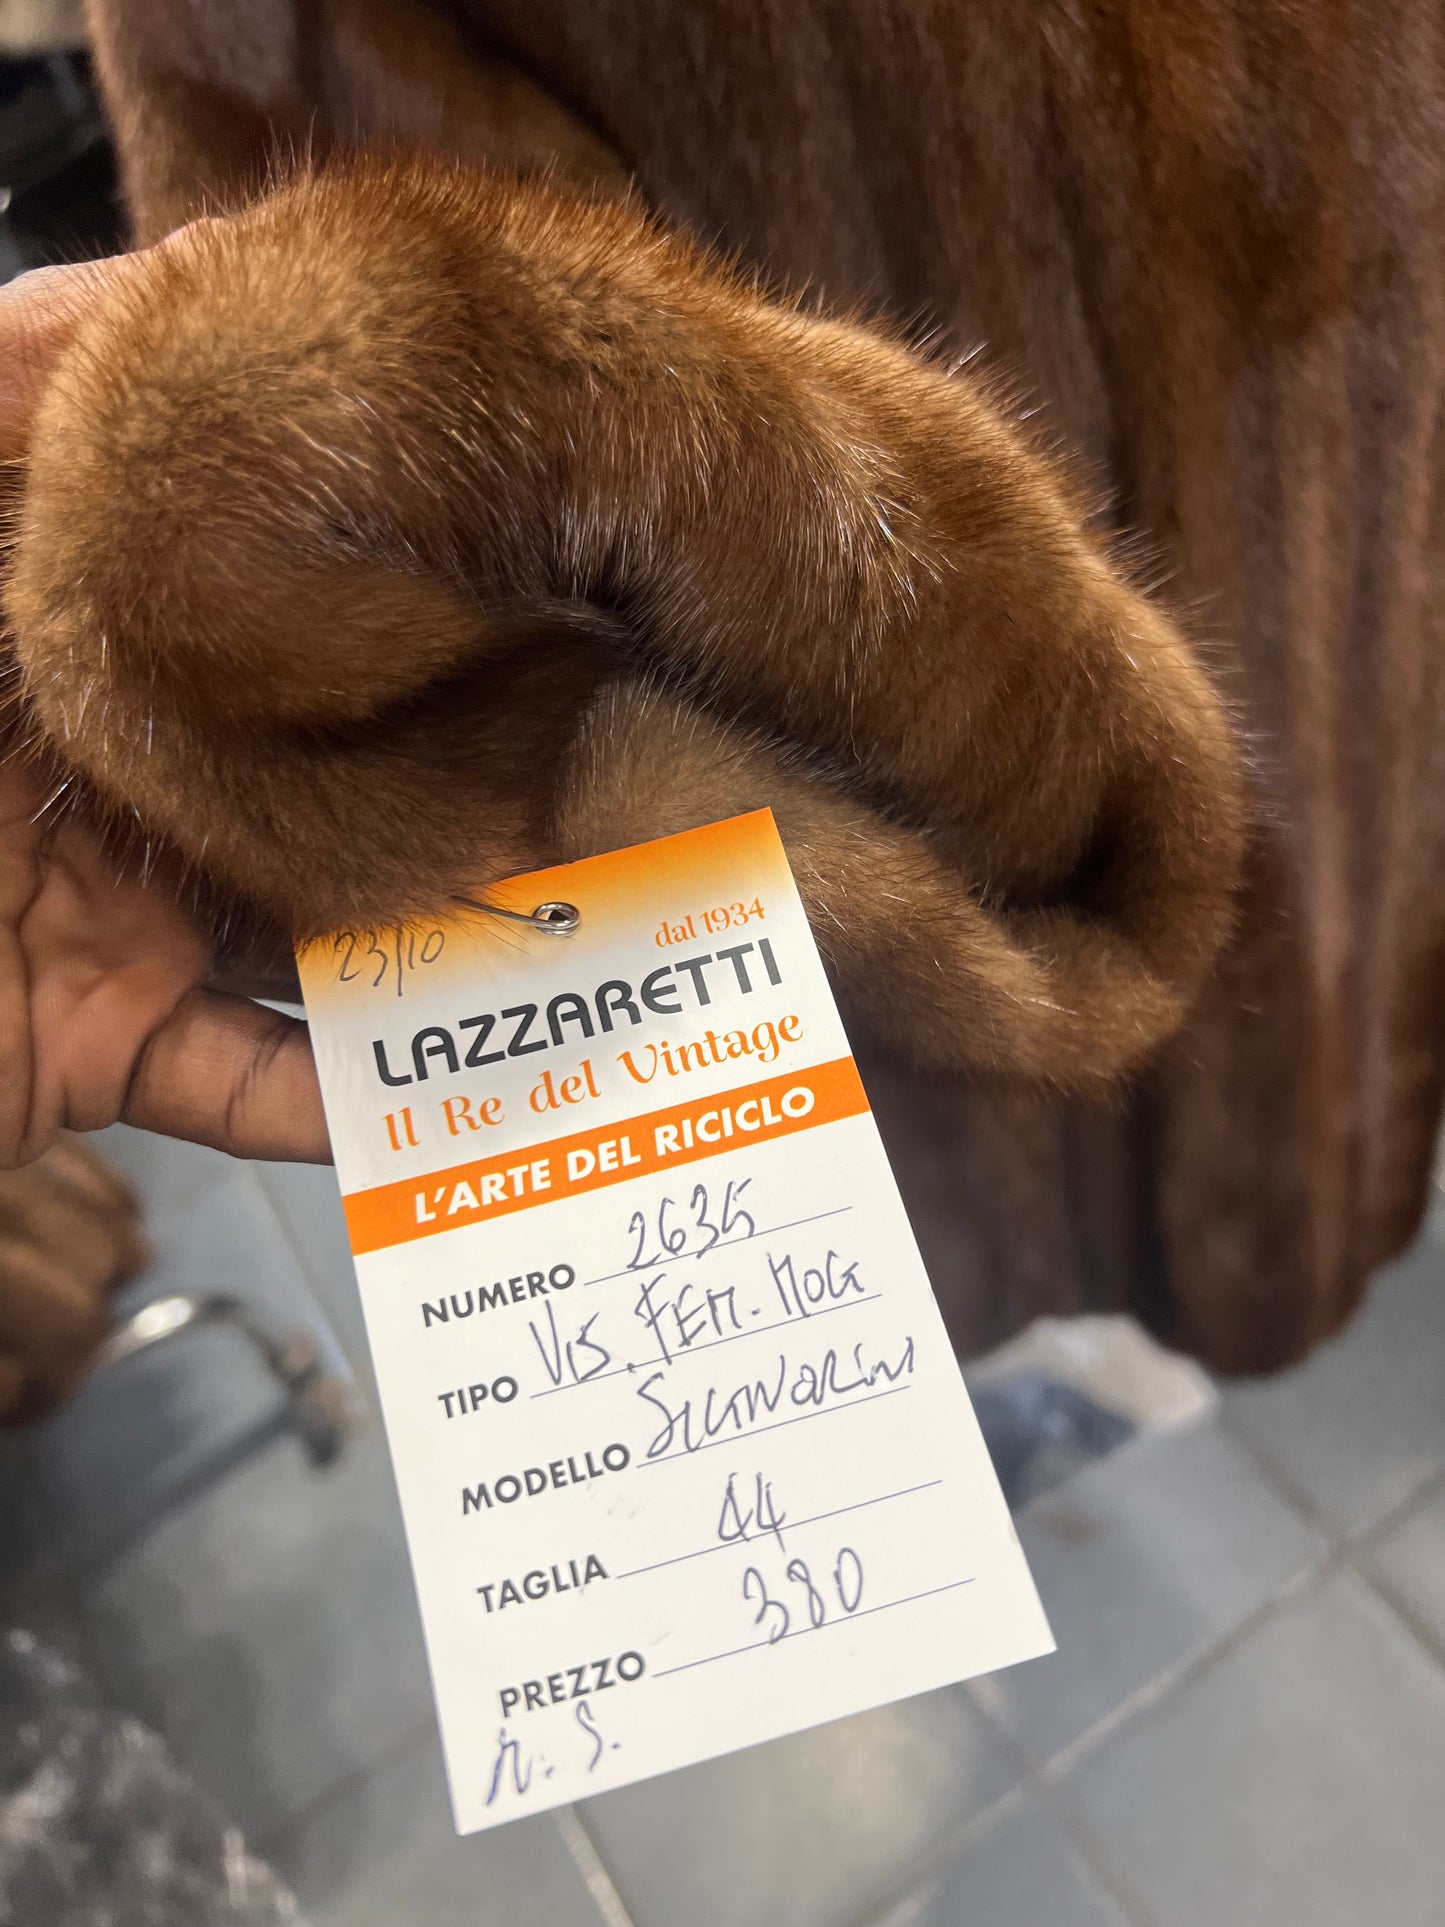 23/10
dal 1934
LAZZARETTI
Il Re del Vintage
L'ARTE DEL RICICLO
NUMERO 2635
TIPO VIS. FEM. MOG
MODELLO
TAGLIA 44
PREZZO 380
N. S.